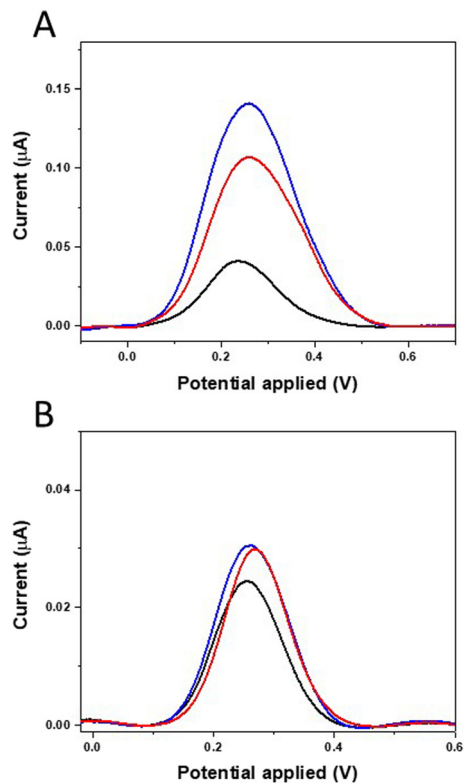 A
0.15
0.10
0.05
0.00
Current (μA)
0.0 0.2 0.4 0.6
Potential applied (V)
B
0.04
0.02
0.00
Current (μA)
0.0 0.2 0.4 0.6
Potential applied (V)